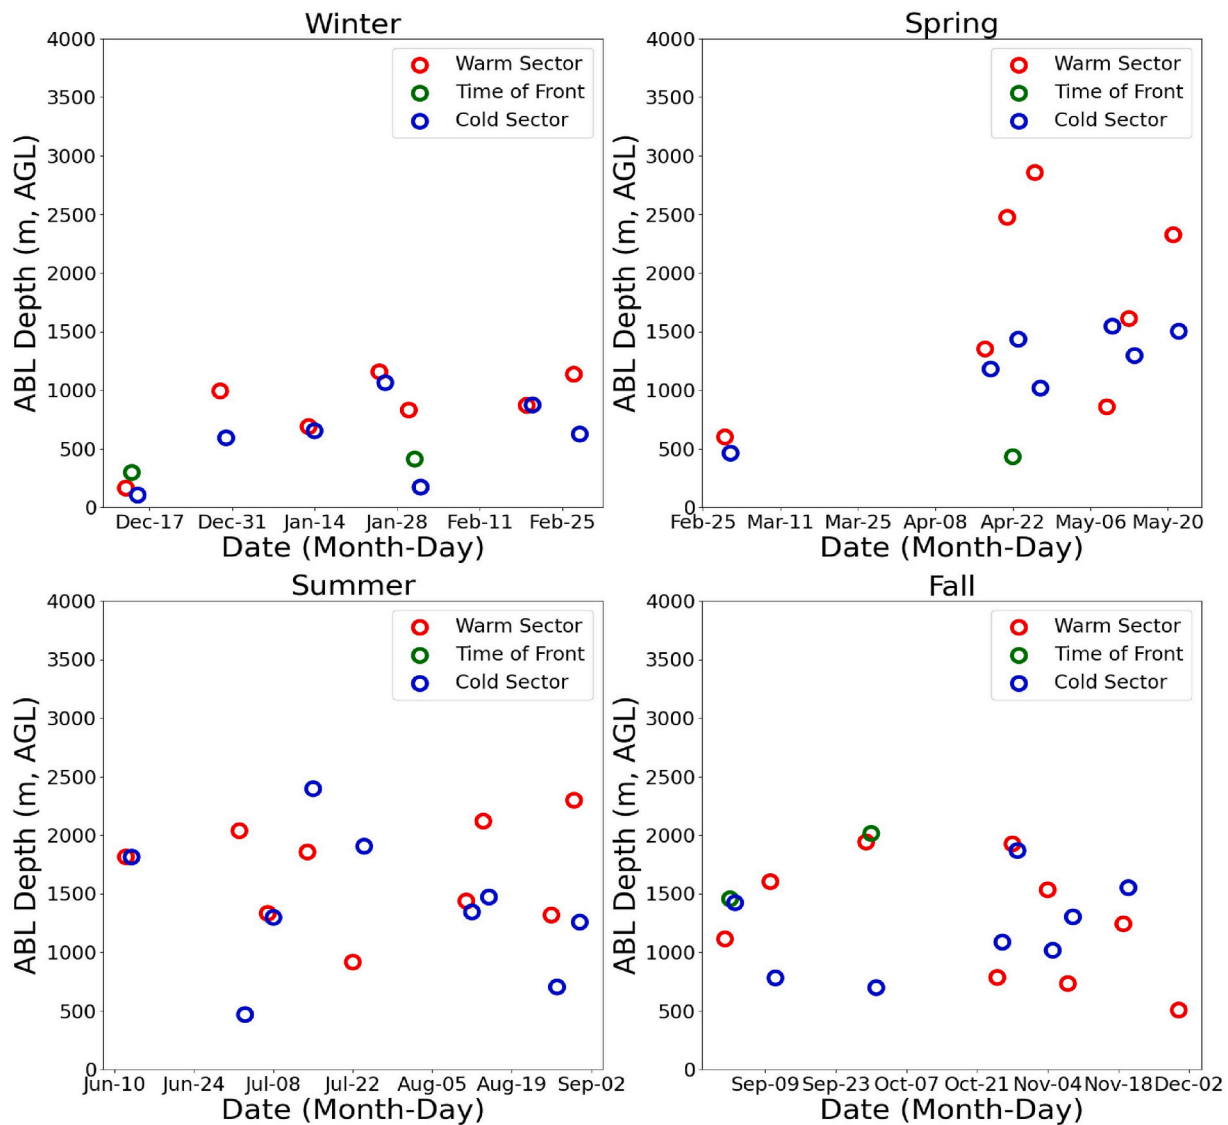 Winter
4000
3500
3000
2500
2000
1500
1000
500
0
ABL Depth (m, AGL)
Warm Sector
Time of Front
Cold Sector
Dec-17 Dec-31 Jan-14 Jan-28 Feb-11 Feb-25
Date (Month-Day)
Spring
4000
3500
3000
2500
2000
1500
1000
500
0
ABL Depth (m, AGL)
Warm Sector
Time of Front
Cold Sector
Feb-25 Mar-11 Mar-25 Apr-08 Apr-22 May-06 May-20
Date (Month-Day)
Summer
4000
3500
3000
2500
2000
1500
1000
500
0
ABL Depth (m, AGL)
Warm Sector
Time of Front
Cold Sector
Jun-10 Jun-24 Jul-08 Jul-22 Aug-05 Aug-19 Sep-02
Date (Month-Day)
Fall
4000
3500
3000
2500
2000
1500
1000
500
0
ABL Depth (m, AGL)
Warm Sector
Time of Front
Cold Sector
Sep-09 Sep-23 Oct-07 Oct-21 Nov-04 Nov-18 Dec-02
Date (Month-Day)